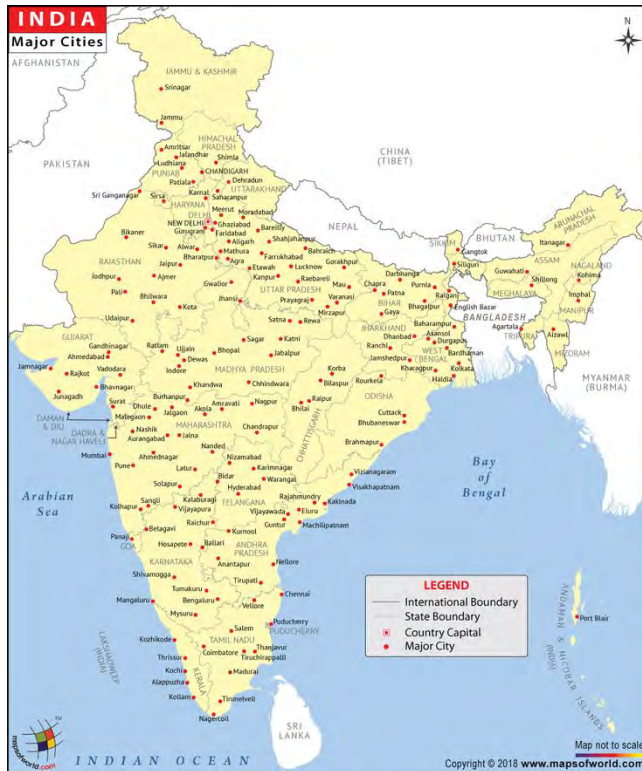 INDIA
Major Cities
N
AFGHANISTAN
JAMMU & KASHMIR
Srinagar
Jammu
PAKISTAN
CHINA
(TIBET)
HIMACHAL
PRADESH
Amritsar
Jalandhar
Ludhiana
Shimla
PUNJAB
CHANDIGARH
Patiala
Dehradun
UTTARAKHAND
Sri Ganganagar
Sirsa
Karnal
Saharanpur
HARYANA
DELHI
Meerut
Moradabad
NEW DELHI
Ghaziabad
Gurugram
Faridabad
Bareilly
NEPAL
BHUTAN
SIKKIM
Gangtok
ARUNACHAL
PRADESH
Itanagar
Bikaner
Sikar
Alwar
Aligarh
Shahjahanpur
Bharatpur
Mathura
Bahraich
RAJASTHAN
Jaipur
Agra
Farrukhabad
Etawah
Lucknow
Gorakhpur
Siliguri
ASSAM
Guwahati
NAGALAND
Kohima
Jodhpur
Ajmer
Gwalior
Kanpur
Raebareli
UTTAR PRADESH
Mau
Darbhanga
Chapra
Patna
Purnia
Raiganj
Shillong
MEGHALAYA
Imphal
MANIPUR
Pali
Bhilwara
Kota
Jhansi
Prayagraj
Varanasi
Mirzapur
BIHAR
Gaya
Bhagalpur
English Bazar
BANGLADESH
Udaipur
Satna
Rewa
JHARKHAND
Dhanbad
Baharampur
Asansol
Durgapur
Agartala
TRIPURA
Aizawl
MIZORAM
GUJARAT
Gandhinagar
Ahmedabad
Ratlam
Ujjain
Dewas
Bhopal
Sagar
Katni
Jabalpur
Ranchi
WEST
BENGAL
Bardhaman
Jamshedpur
Kharagpur
Kolkata
Haldia
Jamnagar
Rajkot
Vadodara
Indore
MADHYA PRADESH
Korba
Bilaspur
Rourkela
MYANMAR
(BURMA)
Junagadh
Bhavnagar
Khandwa
Chhindwara
ODISHA
Surat
Burhanpur
DAMAN
& DIU
Dhule
Jalgaon
Akola
Amravati
Nagpur
Bhilai
Raipur
CHHATTISGARH
Cuttack
Bhubaneswar
Malegaon
MAHARASHTRA
DADRA &
NAGAR HAVELI
Nashik
Aurangabad
Jalna
Chandrapur
Brahmapur
Mumbai
Ahmednagar
Nanded
Nizamabad
Pune
Latur
Karimnagar
Warangal
Vizianagaram
Visakhapatnam
Bay
of
Bengal
Arabian
Sea
Solapur
Bidar
Hyderabad
TELANGANA
Rajahmundry
Kakinada
Sangli
Kolhapur
Kalaburagi
Vijayapura
Vijayawada
Eluru
Guntur
Machilipatnam
Belagavi
Raichur
Kurnool
Panaji
GOA
Hosapete
Ballari
ANDHRA
PRADESH
KARNATAKA
Anantapur
Nellore
Shivamogga
Tirupati
Tumakuru
Bengaluru
Chennai
Vellore
Mangaluru
Mysuru
Salem
Puducherry
PUDUCHERRY
Kozhikode
TAMIL NADU
Coimbatore
Thanjavur
Tiruchirappalli
Thrissur
Kochi
KERALA
Madurai
Alappuzha
Kollam
Tirunelveli
Nagercoil
LAKSHADWEEP
(INDIA)
SRI
LANKA
LEGEND
International Boundary
State Boundary
Country Capital
Major City
ANDAMAN & NICOBAR ISLANDS
(INDIA)
Port Blair
INDIAN OCEAN
mapsofworld.com
TM
Map not to scale
Copyright © 2018 www.mapsofworld.com